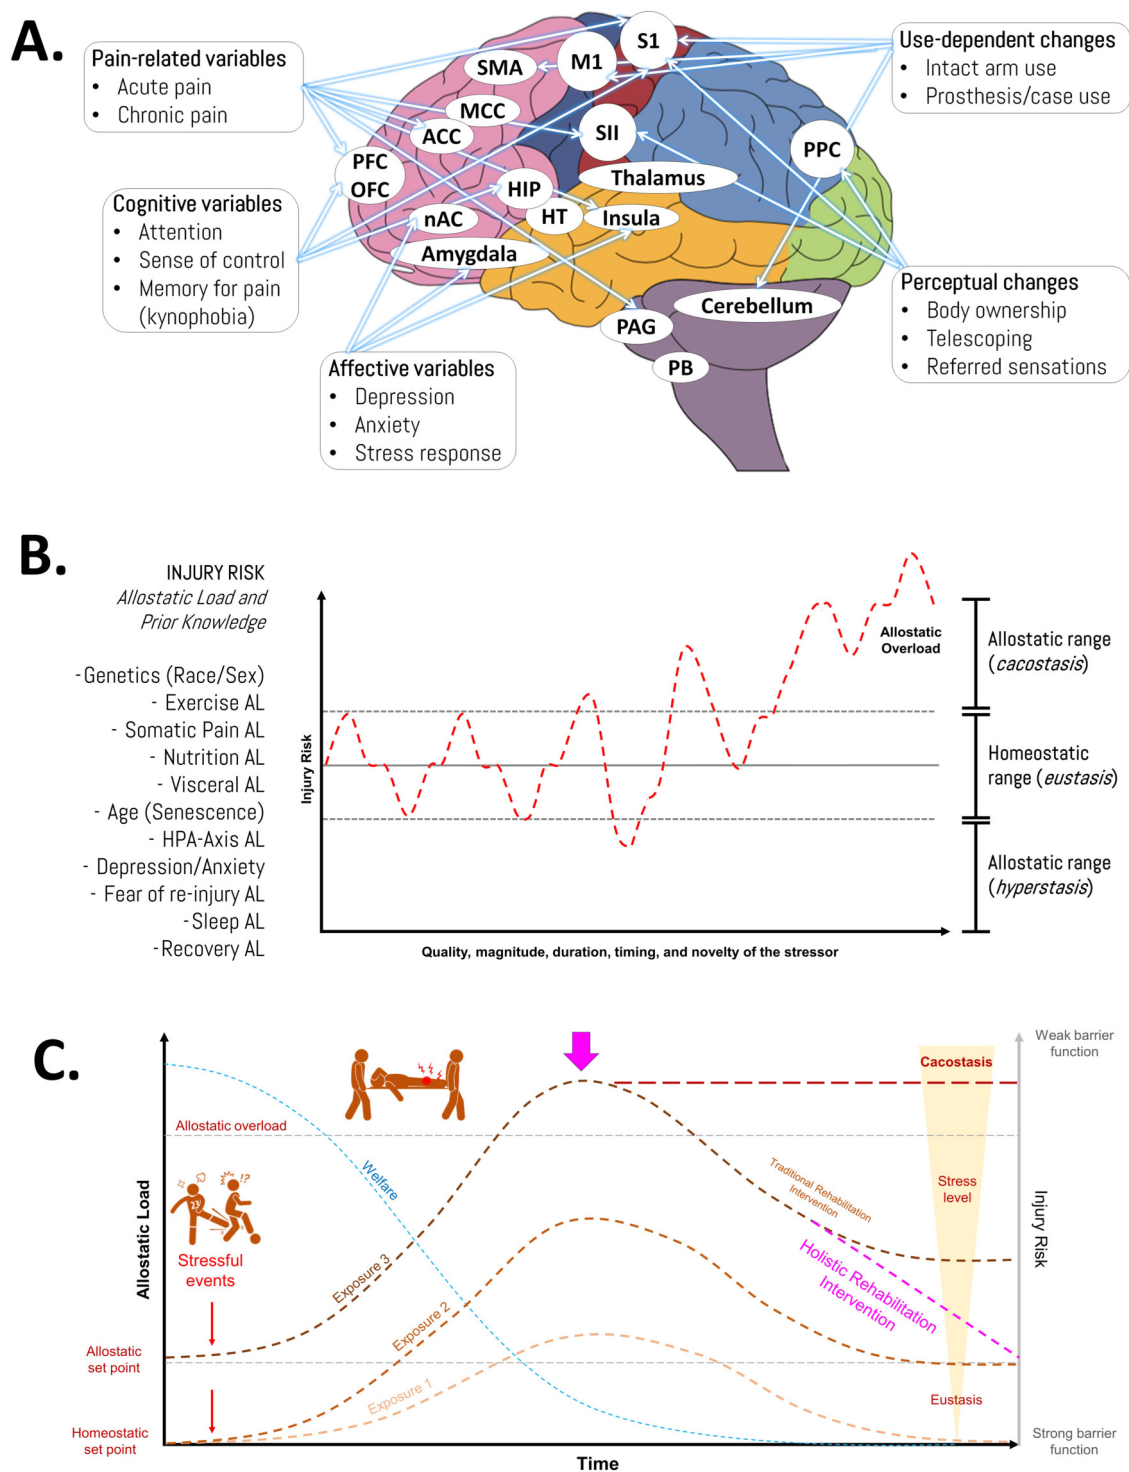 A.
Pain-related variables
• Acute pain
• Chronic pain
Cognitive variables
• Attention
• Sense of control
• Memory for pain
(kynophobia)
Affective variables
• Depression
• Anxiety
• Stress response
Use-dependent changes
• Intact arm use
• Prosthesis/case use
Perceptual changes
• Body ownership
• Telescoping
• Referred sensations
S1
M1
SMA
MCC
ACC
SII
PPC
PFC
OFC
HIP
Thalamus
nAC
HT
Insula
Amygdala
Cerebellum
PAG
PB
B.
INJURY RISK
Allostatic Load and
Prior Knowledge
-Genetics (Race/Sex)
- Exercise AL
- Somatic Pain AL
- Nutrition AL
- Visceral AL
- Age (Senescence)
- HPA-Axis AL
- Depression/Anxiety
- Fear of re-injury AL
-Sleep AL
-Recovery AL
Injury Risk
Allostatic
Overload
Allostatic range
(cacostasis)
Homeostatic
range (eustasis)
Allostatic range
(hyperstasis)
Quality, magnitude, duration, timing, and novelty of the stressor
C.
Weak barrier
function
Cacostasis
Allostatic overload
Welfare
Traditional Rehabilitation
Intervention
Stress
level
23
!?
Stressful
events
Allostatic Load
Injury Risk
Exposure 3
Holistic Rehabilitation
Intervention
Exposure 2
Allostatic
set point
Exposure 1
Eustasis
Homeostatic
set point
Strong barrier
function
Time